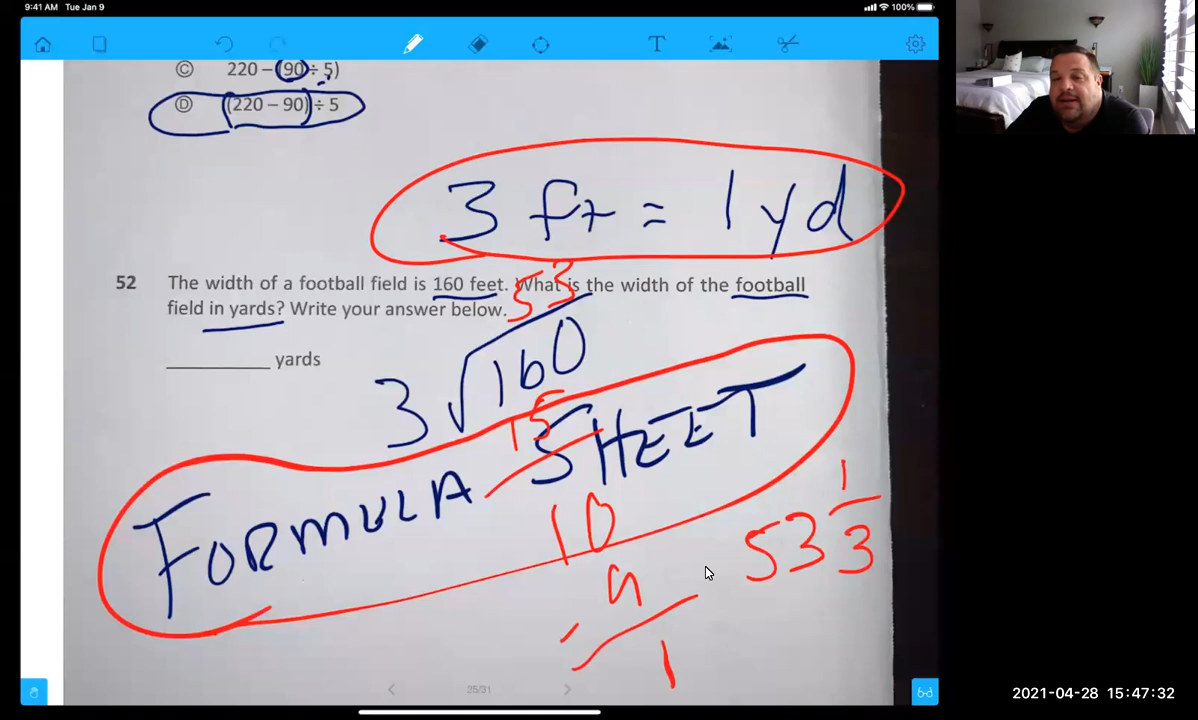 9:41 AM Tue Jan 9
100%
T
C 220 – (90 ÷ 5)
D (220 – 90) ÷ 5
3 ft = 1 yd
52 The width of a football field is 160 feet. What is the width of the football
field in yards? Write your answer below.
53
________ yards
3 160
15
FORMULA SHEET
10
53 1/3
- 9
1
25/31
2021-04-28 15:47:32